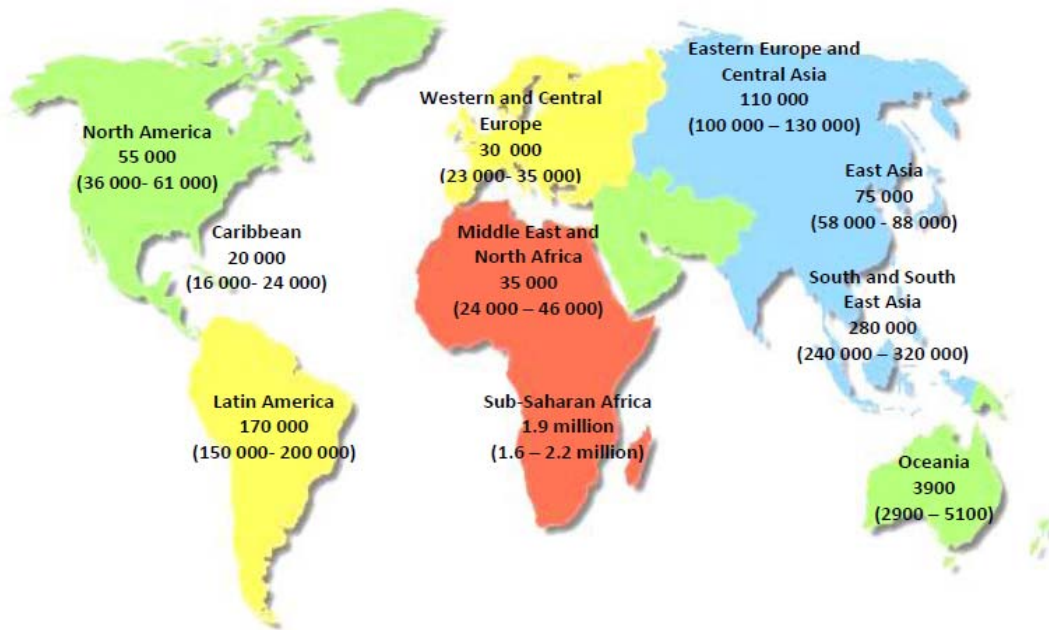 North America
55 000
(36 000- 61 000)
Caribbean
20 000
(16 000- 24 000)
Latin America
170 000
(150 000- 200 000)
Western and Central
Europe
30 000
(23 000- 35 000)
Middle East and
North Africa
35 000
(24 000 – 46 000)
Sub-Saharan Africa
1.9 million
(1.6 – 2.2 million)
Eastern Europe and
Central Asia
110 000
(100 000 – 130 000)
East Asia
75 000
(58 000 - 88 000)
South and South
East Asia
280 000
(240 000 – 320 000)
Oceania
3900
(2900 – 5100)